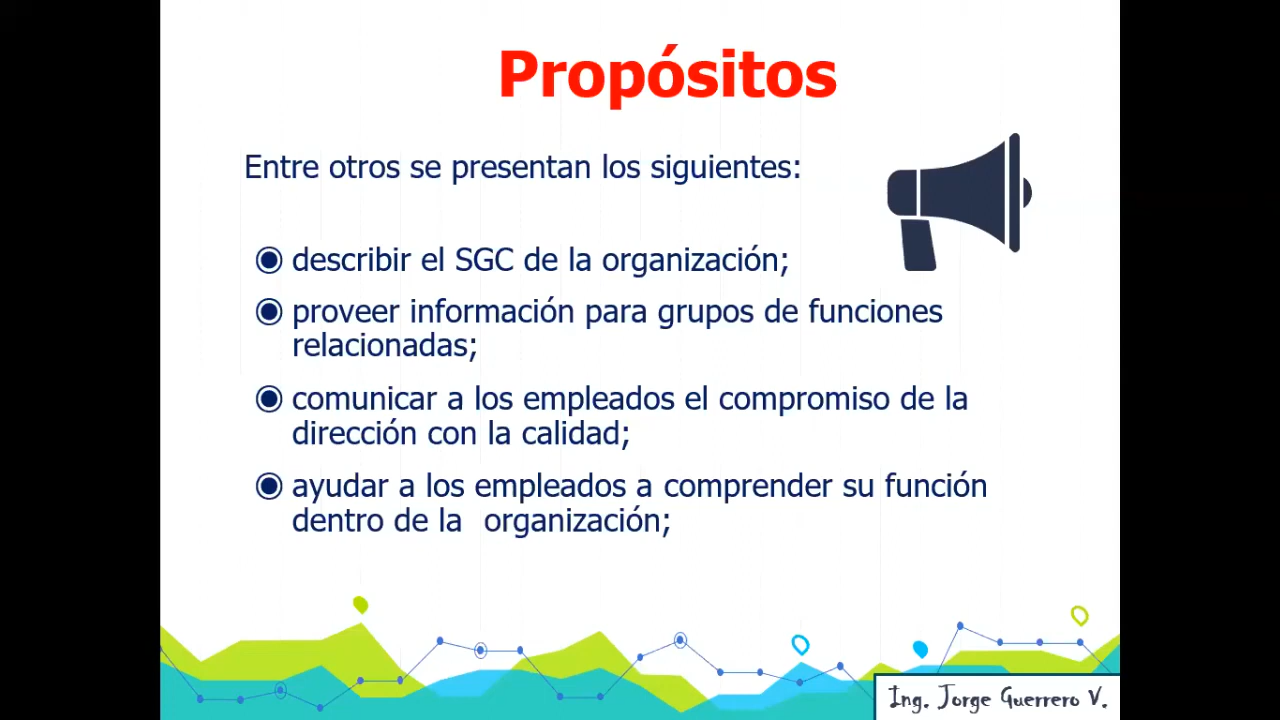 Propósitos
Entre otros se presentan los siguientes:
describir el SGC de la organización;
proveer información para grupos de funciones
relacionadas;
comunicar a los empleados el compromiso de la
dirección con la calidad;
ayudar a los empleados a comprender su función
dentro de la organización;
Ing. Jorge Guerrero V.